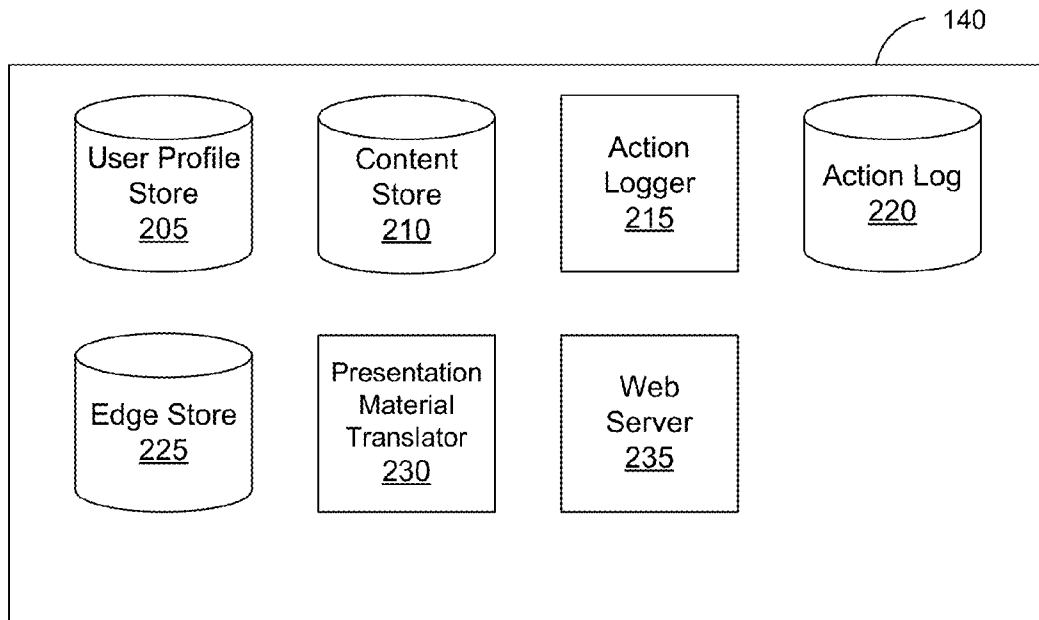 140
User Profile
Store
205
Content
Store
210
Action
Logger
215
Action Log
220
Edge Store
225
Presentation
Material
Translator
230
Web
Server
235